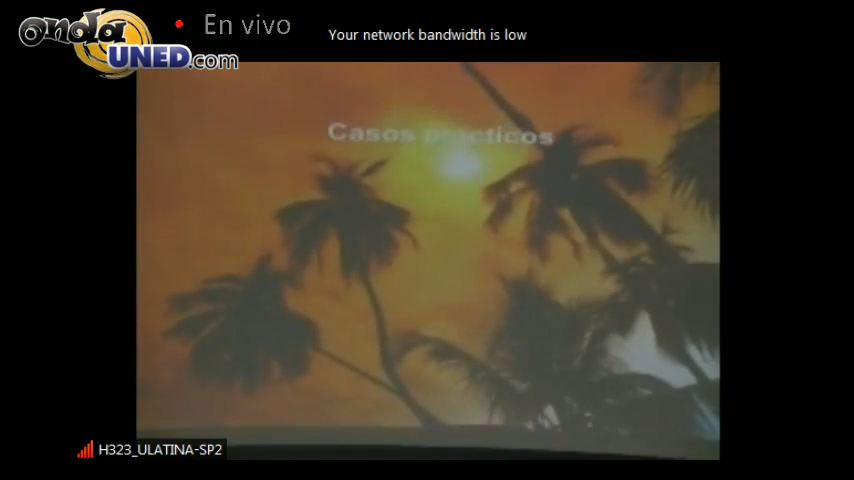 onda
UNED.com
En vivo
Your network bandwidth is low
Casos prácticos
H323_ULATINA-SP2